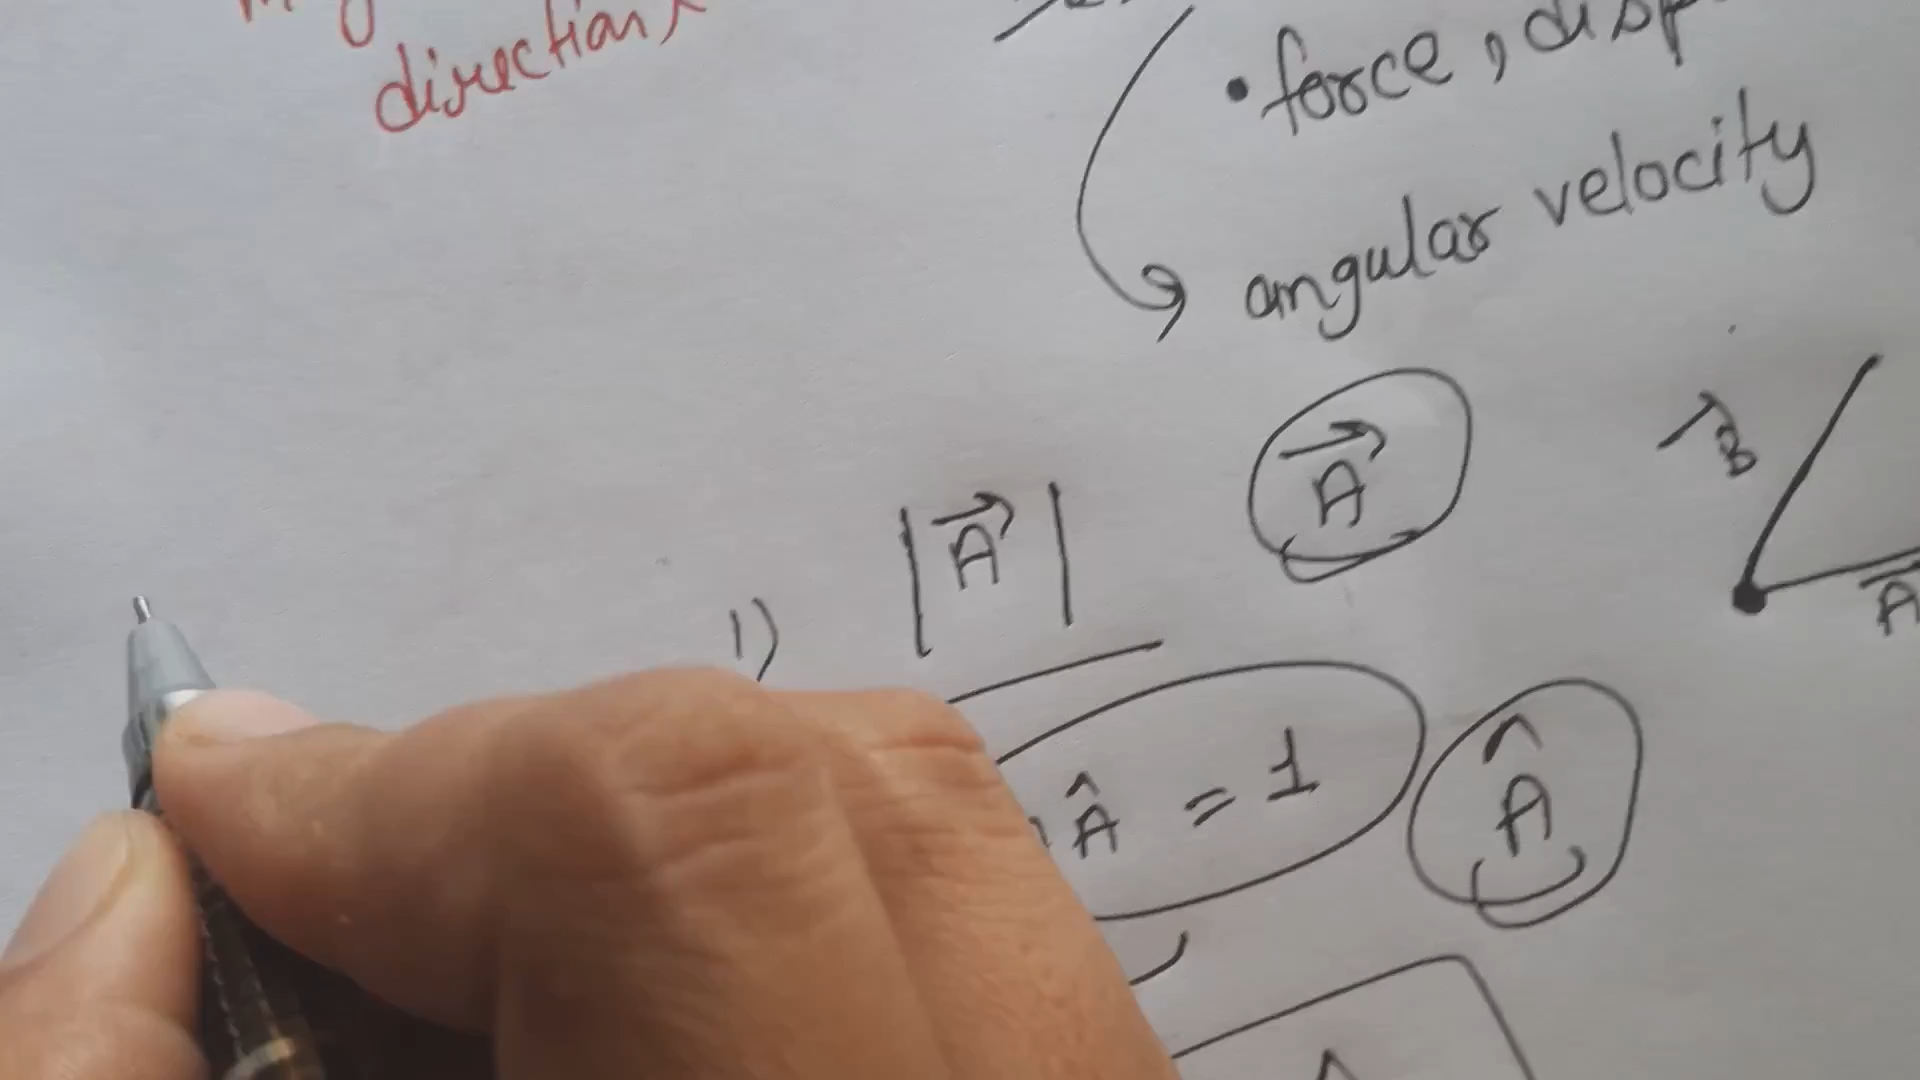 direction,
• force, disp
angular velocity
A
B
1) |A|
A
Â = 1
Â